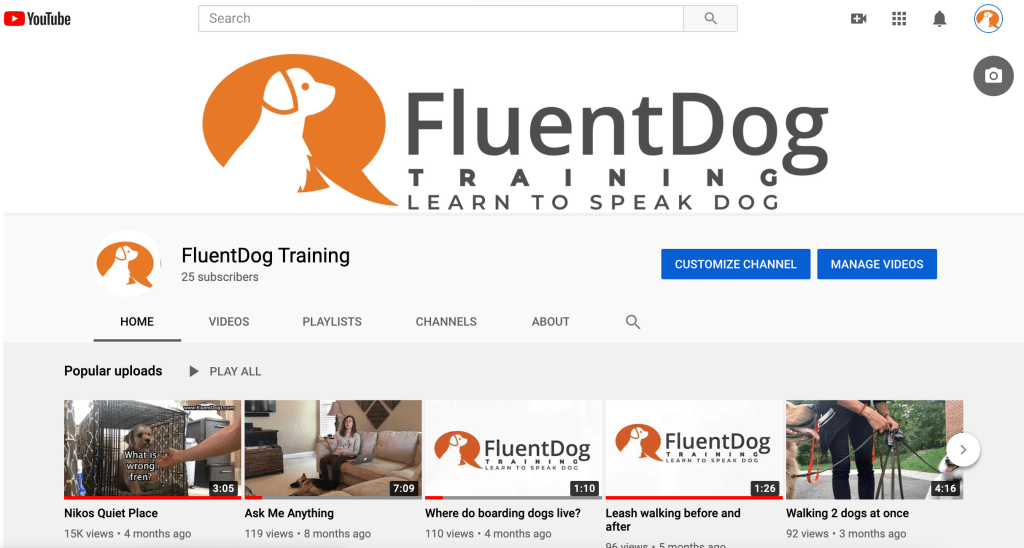 YouTube
Search
FluentDog
TRAINING
LEARN TO SPEAK DOG
FluentDog Training
25 subscribers
CUSTOMIZE CHANNEL
MANAGE VIDEOS
HOME
VIDEOS
PLAYLISTS
CHANNELS
ABOUT
Popular uploads
PLAY ALL
www.FluentDogs.com
What is
wrong
fren?
3:05
7:09
FluentDog
TRAINING
LEARN TO SPEAK DOG
1:10
FluentDog
TRAINING
LEARN TO SPEAK DOG
1:26
4:16
Nikos Quiet Place
15K views • 4 months ago
Ask Me Anything
119 views • 8 months ago
Where do boarding dogs live?
110 views • 4 months ago
Leash walking before and
after
96 views • 5 months ago
Walking 2 dogs at once
92 views • 3 months ago